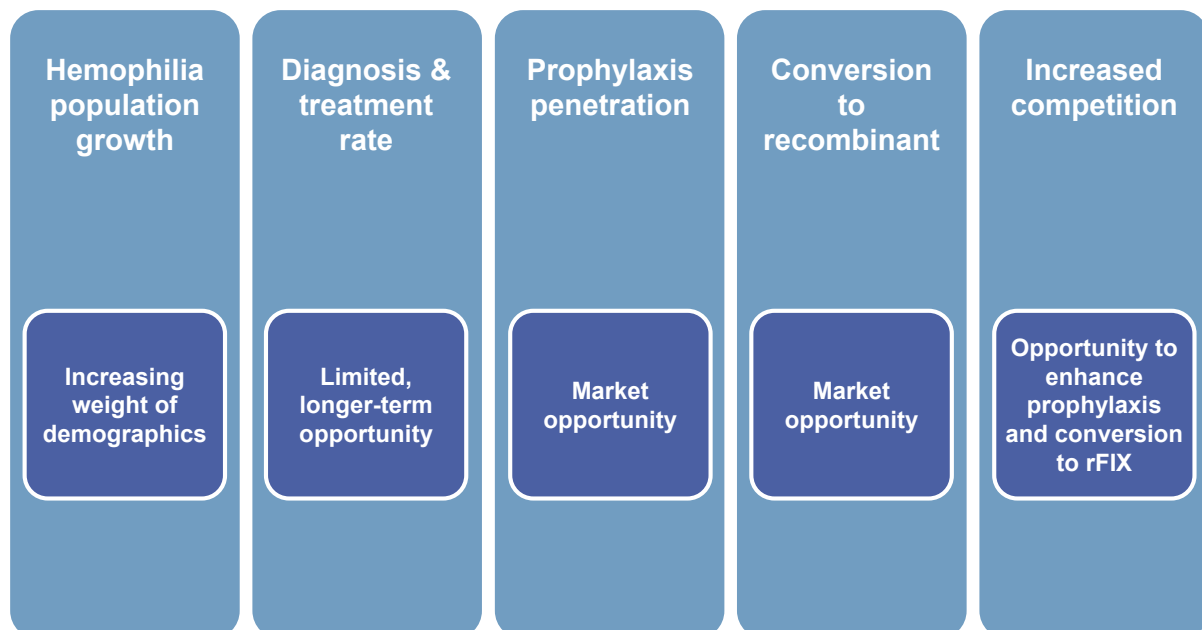 Hemophilia
population
growth
Increasing
weight of
demographics
Diagnosis &
treatment
rate
Limited,
longer-term
opportunity
Prophylaxis
penetration
Market
opportunity
Conversion
to
recombinant
Market
opportunity
Increased
competition
Opportunity to
enhance
prophylaxis
and conversion
to rFIX